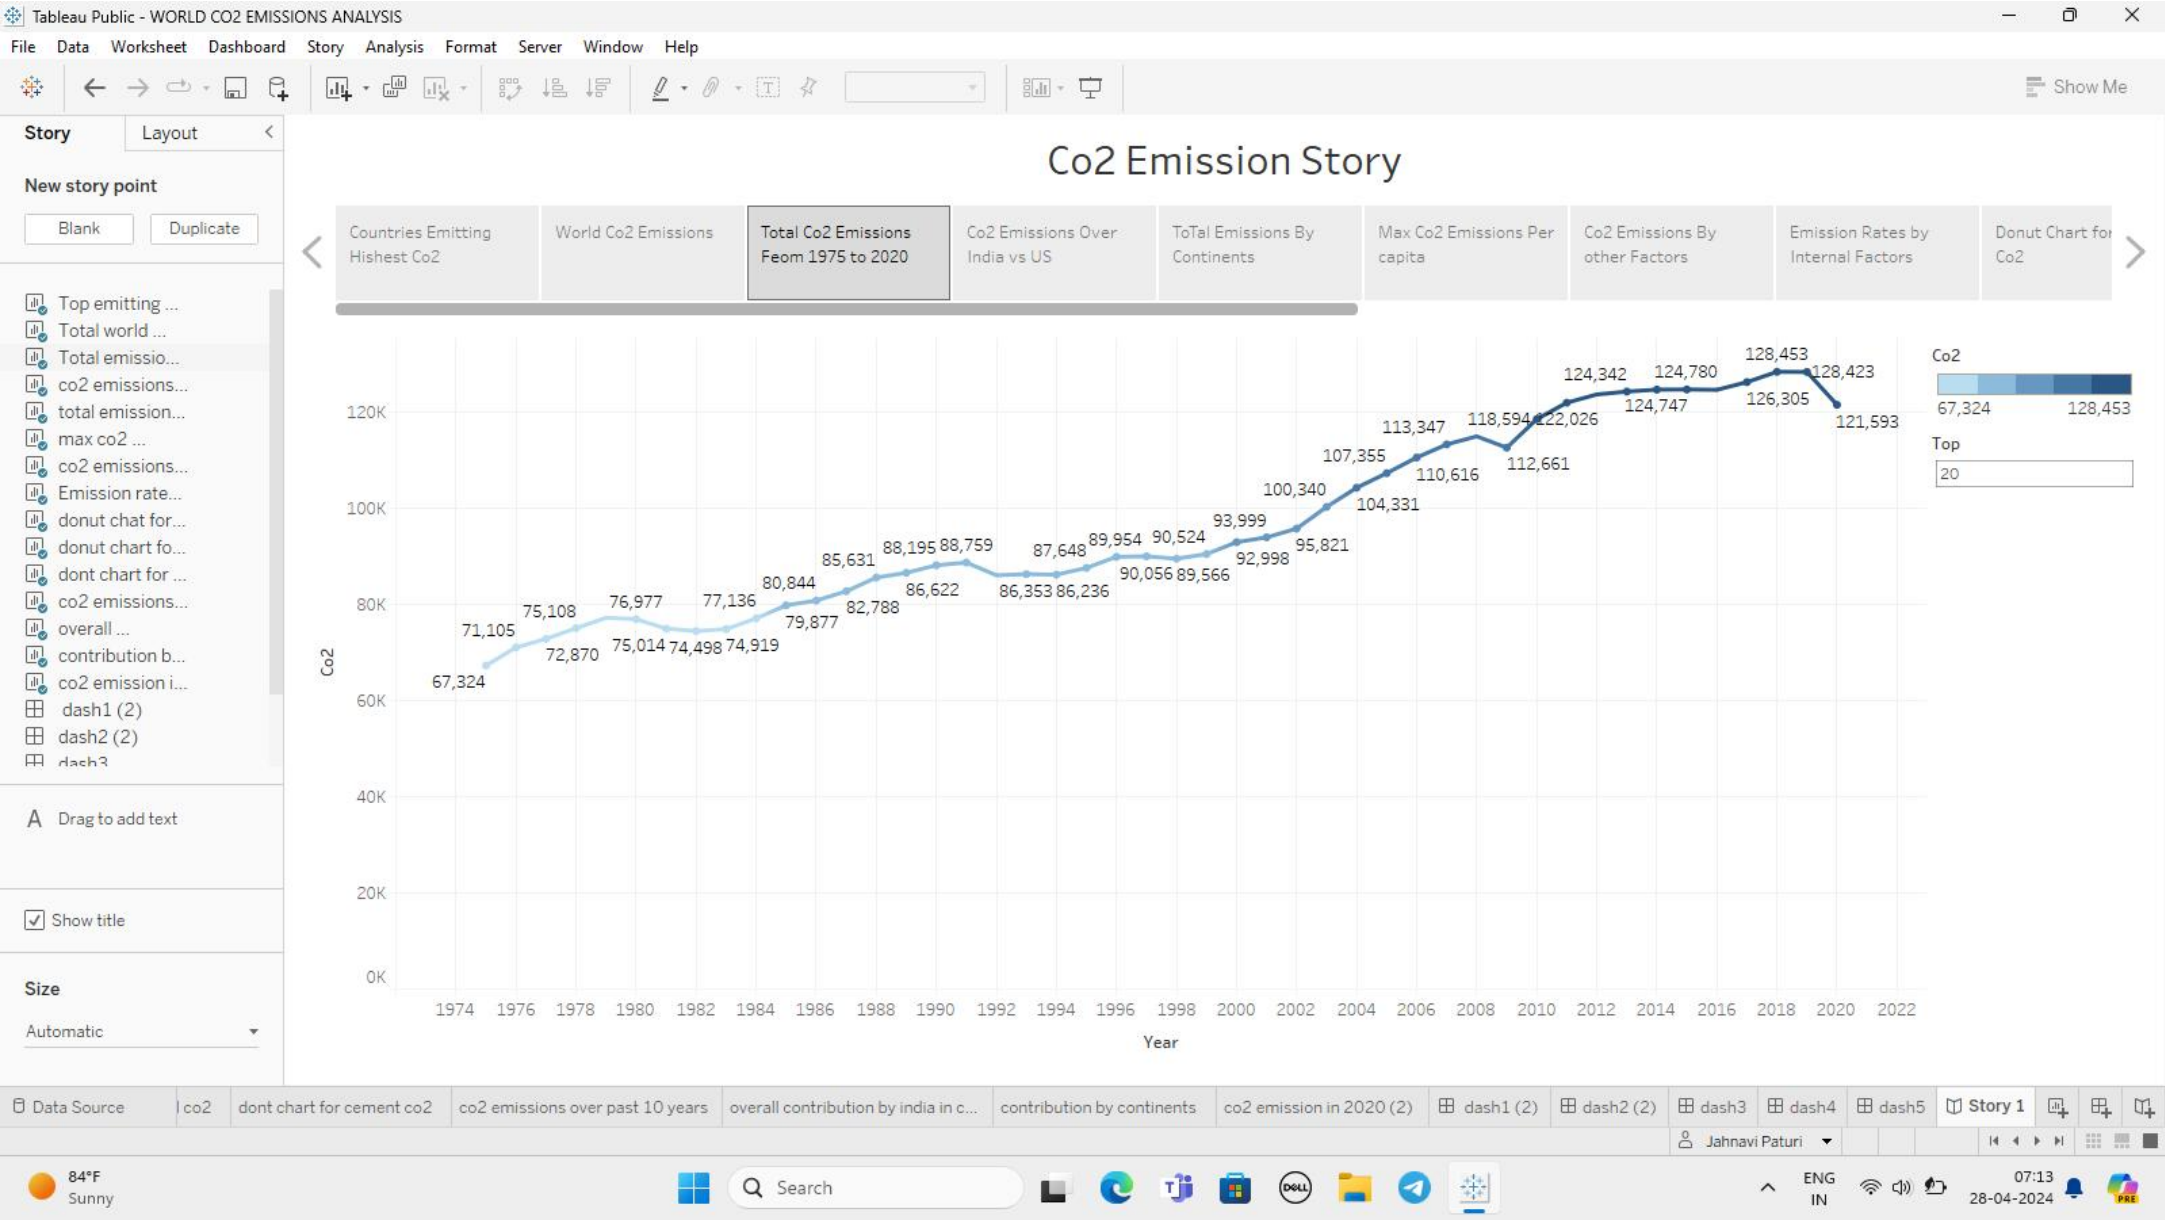 Tableau Public - WORLD CO2 EMISSIONS ANALYSIS
File Data Worksheet Dashboard Story Analysis Format Server Window Help
Show Me
Story Layout
New story point
Blank Duplicate
Top emitting ...
Total world ...
Total emissio...
co2 emissions...
total emission...
max co2 ...
co2 emissions...
Emission rate...
donut chat for...
donut chart fo...
dont chart for ...
co2 emissions...
overall ...
contribution b...
co2 emission i...
dash1 (2)
dash2 (2)
dash3
A Drag to add text
Show title
Size
Automatic
Co2 Emission Story
Countries Emitting
Hishest Co2
World Co2 Emissions
Total Co2 Emissions
Feom 1975 to 2020
Co2 Emissions Over
India vs US
ToTal Emissions By
Continents
Max Co2 Emissions Per
capita
Co2 Emissions By
other Factors
Emission Rates by
Internal Factors
Donut Chart for
Co2
Co2
120K
100K
80K
60K
40K
20K
0K
67,324
71,105
72,870
75,108
76,977
75,014
74,498
74,919
77,136
79,877
80,844
82,788
85,631
86,622
88,195
88,759
86,353
86,236
87,648
89,954
90,056
89,566
90,524
92,998
93,999
95,821
100,340
104,331
107,355
110,616
113,347
112,661
118,594
122,026
124,342
124,747
124,780
126,305
128,453
128,423
121,593
1974 1976 1978 1980 1982 1984 1986 1988 1990 1992 1994 1996 1998 2000 2002 2004 2006 2008 2010 2012 2014 2016 2018 2020 2022
Year
Co2
67,324 128,453
Top
20
Data Source l co2 dont chart for cement co2 co2 emissions over past 10 years overall contribution by india in c... contribution by continents co2 emission in 2020 (2) dash1 (2) dash2 (2) dash3 dash4 dash5 Story 1
Jahnavi Paturi
84°F
Sunny
Search
DELL
ENG
IN
07:13
28-04-2024
PRE